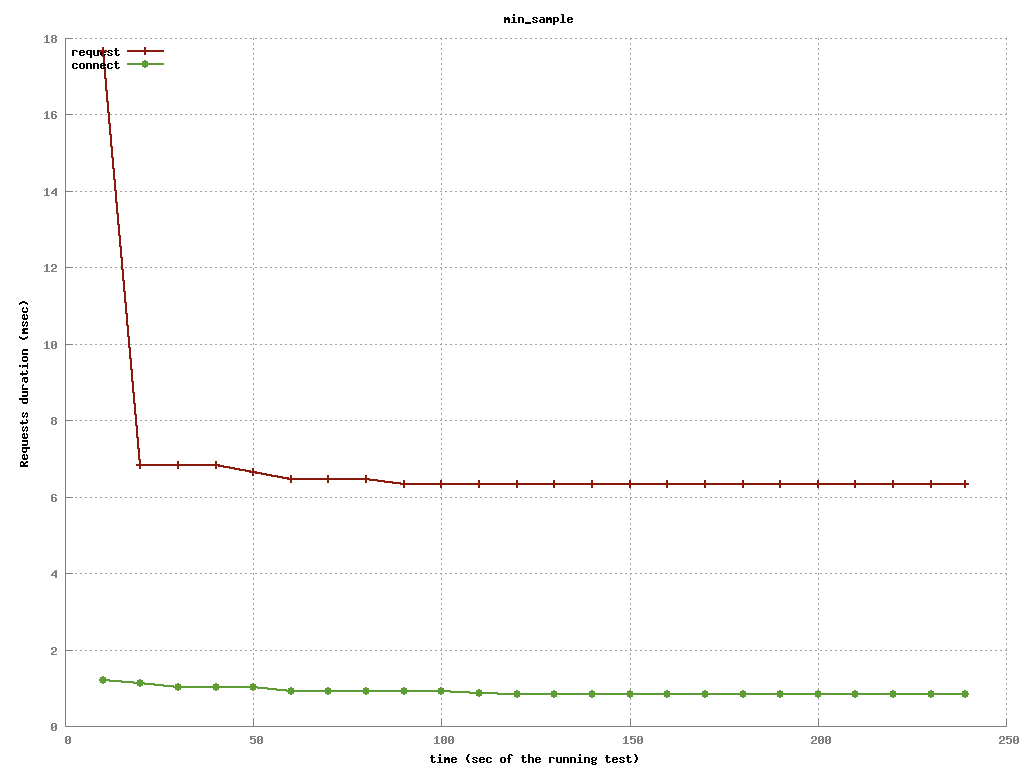 min_sample
18
request
connect
16
14
12
10
8
6
4
2
0
Requests duration (msec)
0 50 100 150 200 250
time (sec of the running test)